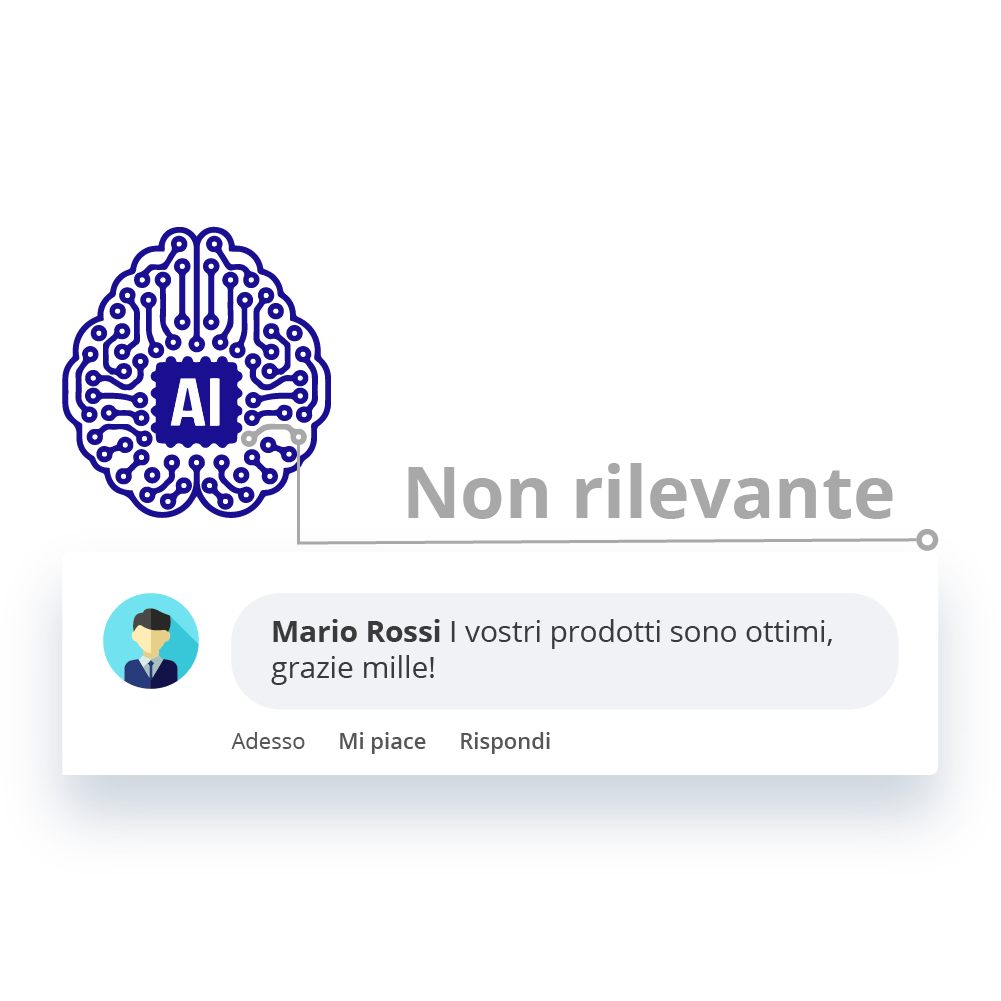 AI
Non rilevante
Mario Rossi I vostri prodotti sono ottimi,
grazie mille!
Adesso Mi piace Rispondi